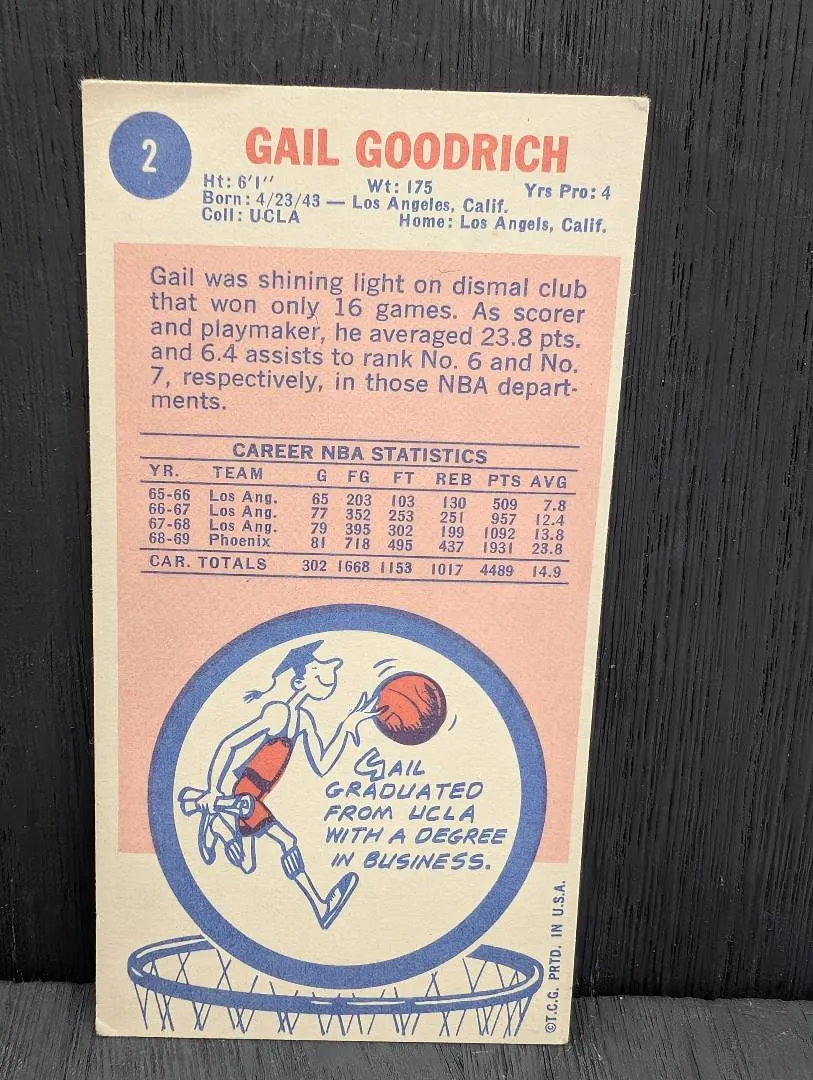 2
GAIL GOODRICH
Ht: 6'1" Wt: 175 Yrs Pro: 4
Born: 4/23/43 — Los Angeles, Calif.
Coll: UCLA Home: Los Angels, Calif.
Gail was shining light on dismal club
that won only 16 games. As scorer
and playmaker, he averaged 23.8 pts.
and 6.4 assists to rank No. 6 and No.
7, respectively, in those NBA depart-
ments.
CAREER NBA STATISTICS
YR. TEAM G FG FT REB PTS AVG
65-66 Los Ang. 65 203 103 130 509 7.8
66-67 Los Ang. 77 352 253 251 957 12.4
67-68 Los Ang. 79 395 302 199 1092 13.8
68-69 Phoenix 81 718 495 437 1931 23.8
CAR. TOTALS 302 1668 1153 1017 4489 14.9
GAIL
GRADUATED
FROM UCLA
WITH A DEGREE
IN BUSINESS.
©T.C.G. PRTD. IN U.S.A.